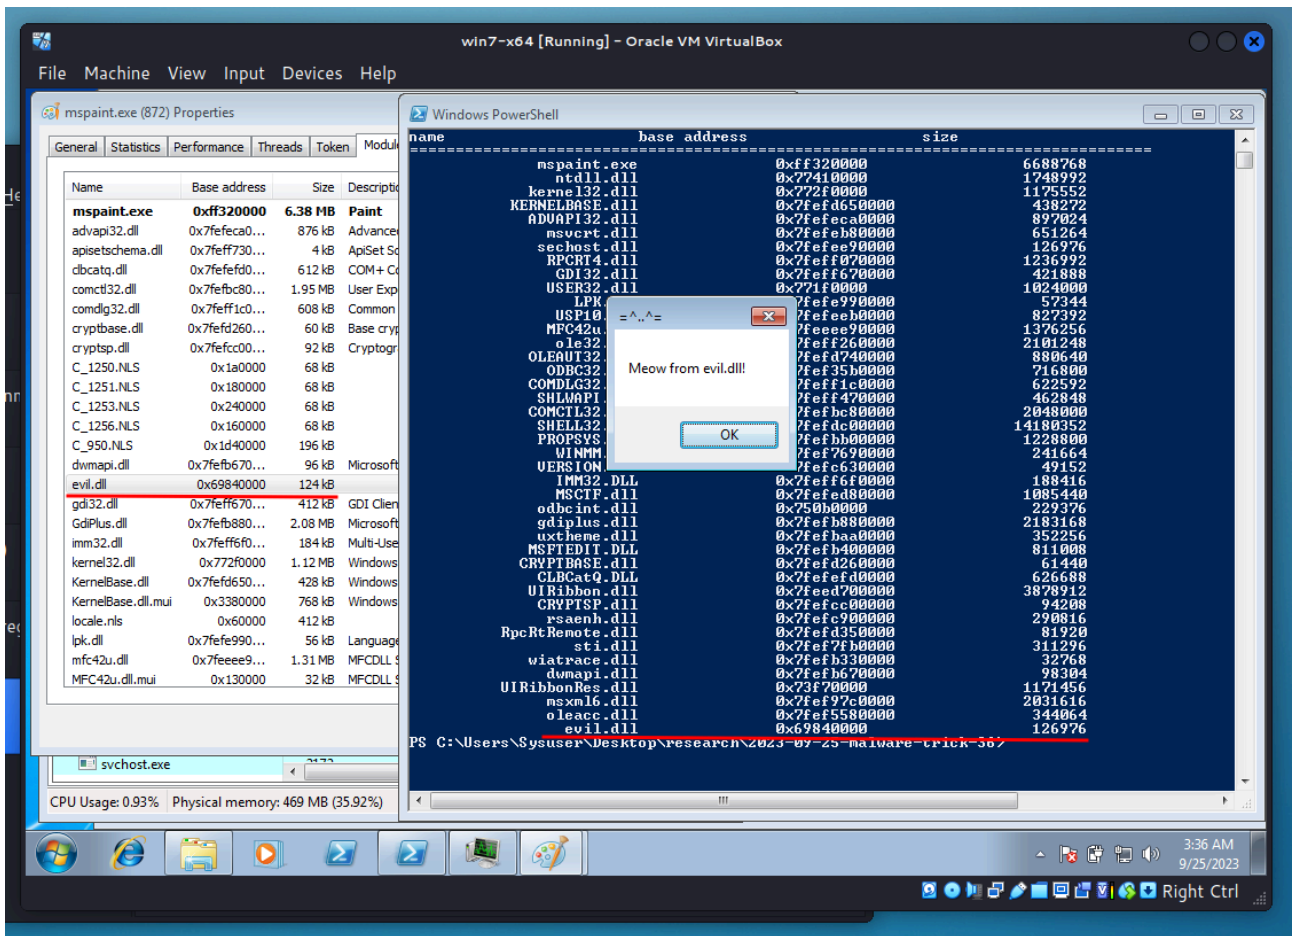 win7-x64 [Running] - Oracle VM VirtualBox
File Machine View Input Devices Help
mspaint.exe (872) Properties
General Statistics Performance Threads Token Module
Name Base address Size Descriptio
mspaint.exe 0xff320000 6.38 MB Paint
advapi32.dll 0x7fefeca0... 876 kB Advance
apisetschema.dll 0x7feff730... 4 kB ApiSet Sc
clbcatq.dll 0x7fefefd0... 612 kB COM+ Co
comctl32.dll 0x7fefbc80... 1.95 MB User Exp
comdlg32.dll 0x7feff1c0... 608 kB Common
cryptbase.dll 0x7fefd260... 60 kB Base cryp
cryptsp.dll 0x7fefcc00... 92 kB Cryptogr
C_1250.NLS 0x1a0000 68 kB
C_1251.NLS 0x180000 68 kB
C_1253.NLS 0x240000 68 kB
C_1256.NLS 0x160000 68 kB
C_950.NLS 0x1d40000 196 kB
dwmapi.dll 0x7fefb670... 96 kB Microsoft
evil.dll 0x69840000 124 kB
gdi32.dll 0x7feff670... 412 kB GDI Clien
GdiPlus.dll 0x7fefb880... 2.08 MB Microsoft
imm32.dll 0x7feff6f0... 184 kB Multi-Use
kernel32.dll 0x772f0000 1.12 MB Windows
KernelBase.dll 0x7fefd650... 428 kB Windows
KernelBase.dll.mui 0x3380000 768 kB Windows
locale.nls 0x60000 412 kB
lpk.dll 0x7fefe990... 56 kB Language
mfc42u.dll 0x7feeee9... 1.31 MB MFCDLL S
MFC42u.dll.mui 0x130000 32 kB MFCDLL S
svchost.exe
CPU Usage: 0.93% Physical memory: 469 MB (35.92%)
Windows PowerShell
name base address size
================================================================
mspaint.exe 0xff320000 6688768
ntdll.dll 0x77410000 1748992
kernel32.dll 0x772f0000 1175552
KERNELBASE.dll 0x7fefd650000 438272
ADVAPI32.dll 0x7fefeca0000 897024
msvcrt.dll 0x7fefeb80000 651264
sechost.dll 0x7fefee90000 126976
RPCRT4.dll 0x7feff070000 1236992
GDI32.dll 0x7feff670000 421888
USER32.dll 0x771f0000 1024000
LPK. 7fefe990000 57344
USP10. 7fefeeb0000 827392
MFC42u. 7feeee90000 1376256
ole32. 7feff260000 2101248
OLEAUT32. 7fefd740000 880640
ODBC32. 7fef35b0000 716800
COMDLG32. 7feff1c0000 622592
SHLWAPI. 7feff470000 462848
COMCTL32. 7fefbc80000 2048000
SHELL32. 7fefdc00000 14180352
PROPSYS. 7fefbb00000 1228800
WINMM. 7fef7690000 241664
VERSION. 7fefc630000 49152
IMM32.DLL 0x7feff6f0000 188416
MSCTF.dll 0x7fefed80000 1085440
odbcint.dll 0x750b0000 229376
gdiplus.dll 0x7fefb880000 2183168
uxtheme.dll 0x7fefbaa0000 352256
MSFTEDIT.DLL 0x7fefb400000 811008
CRYPTBASE.dll 0x7fefd260000 61440
CLBCatQ.DLL 0x7fefefd0000 626688
UIRibbon.dll 0x7feed700000 3878912
CRYPTSP.dll 0x7fefcc00000 94208
rsaenh.dll 0x7fefc900000 290816
RpcRtRemote.dll 0x7fefd350000 81920
sti.dll 0x7fef7fb0000 311296
wiatrace.dll 0x7fefb330000 32768
dwmapi.dll 0x7fefb670000 98304
UIRibbonRes.dll 0x73f70000 1171456
msxml6.dll 0x7fef97c0000 2031616
oleacc.dll 0x7fef5580000 344064
evil.dll 0x69840000 126976
PS C:\Users\Sysuser\Desktop\research\2023-09-25-malware-trick-36>
=^..^=
Meow from evil.dll!
OK
3:36 AM
9/25/2023
Right Ctrl